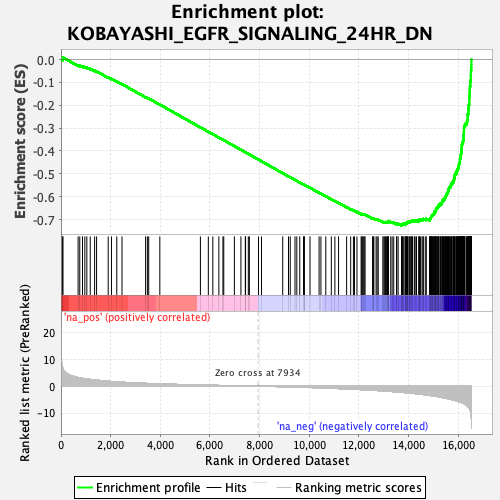 Enrichment plot:
KOBAYASHI_EGFR_SIGNALING_24HR_DN
Enrichment score (ES)
0.0
-0.1
-0.2
-0.3
-0.4
-0.5
-0.6
-0.7
'na_pos' (positively correlated)
Ranked list metric (PreRanked)
20
10
0
-10
Zero cross at 7934
'na_neg' (negatively correlated)
0
2,000
4,000
6,000
8,000
10,000
12,000
14,000
16,000
Rank in Ordered Dataset
Enrichment profile
Hits
Ranking metric scores